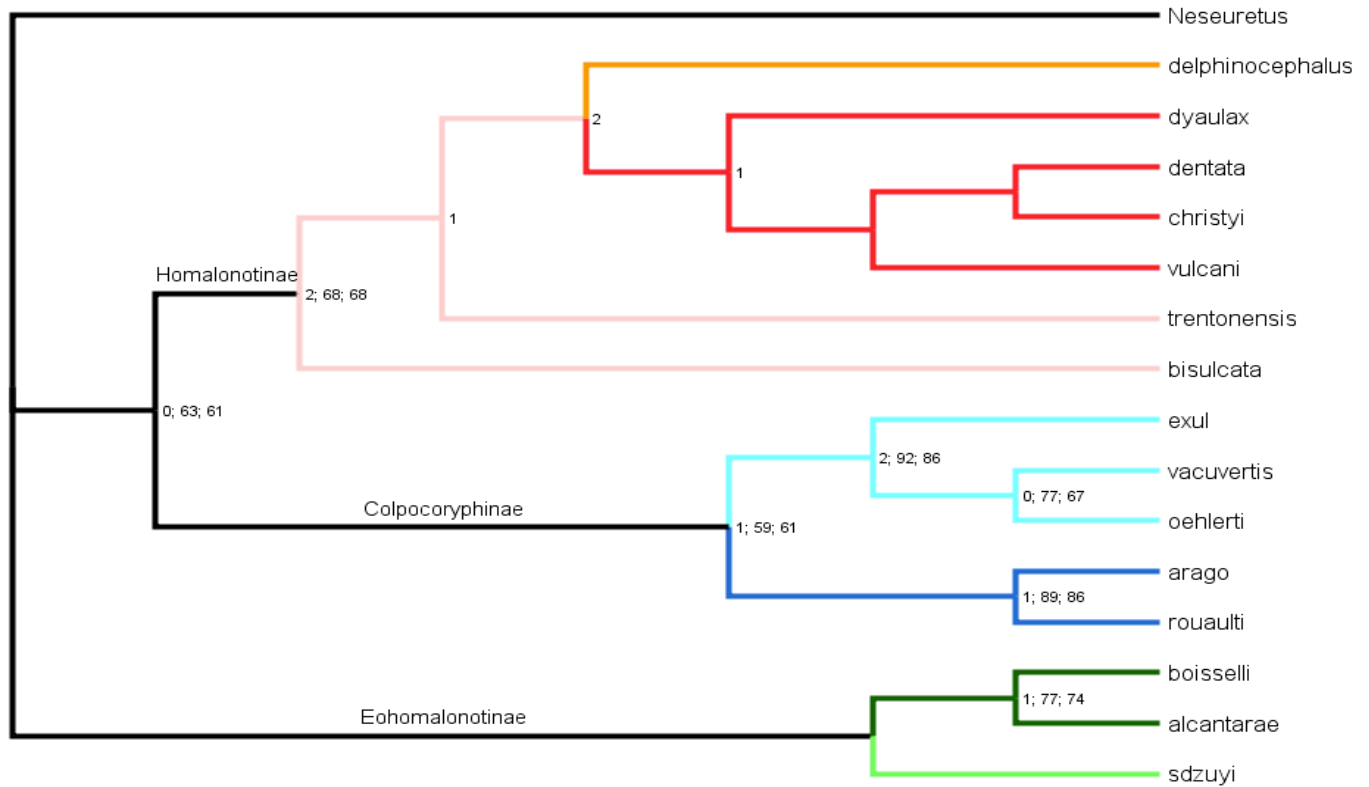 Neseuretus
delphinocephalus
2
dyaulax
dentata
1
christyi
1
vulcani
Homalonotinae
2; 68; 68
trentonensis
bisulcata
0; 63; 61
exul
2; 92; 86
vacuvertis
0; 77; 67
Colpocoryphinae
oehlerti
1; 59; 61
arago
1; 89; 86
rouaulti
boisselli
1; 77; 74
Eohomalonotinae
alcantarae
sdzuyi